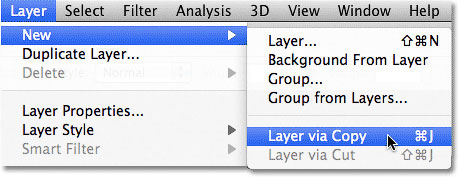 Layer Select Filter Analysis 3D View Window Help
New
Duplicate Layer...
Delete
Layer Properties...
Layer Style
Smart Filter
Layer... ⇧⌘N
Background From Layer
Group...
Group from Layers...
Layer via Copy ⌘J
Layer via Cut ⇧⌘J
Normal